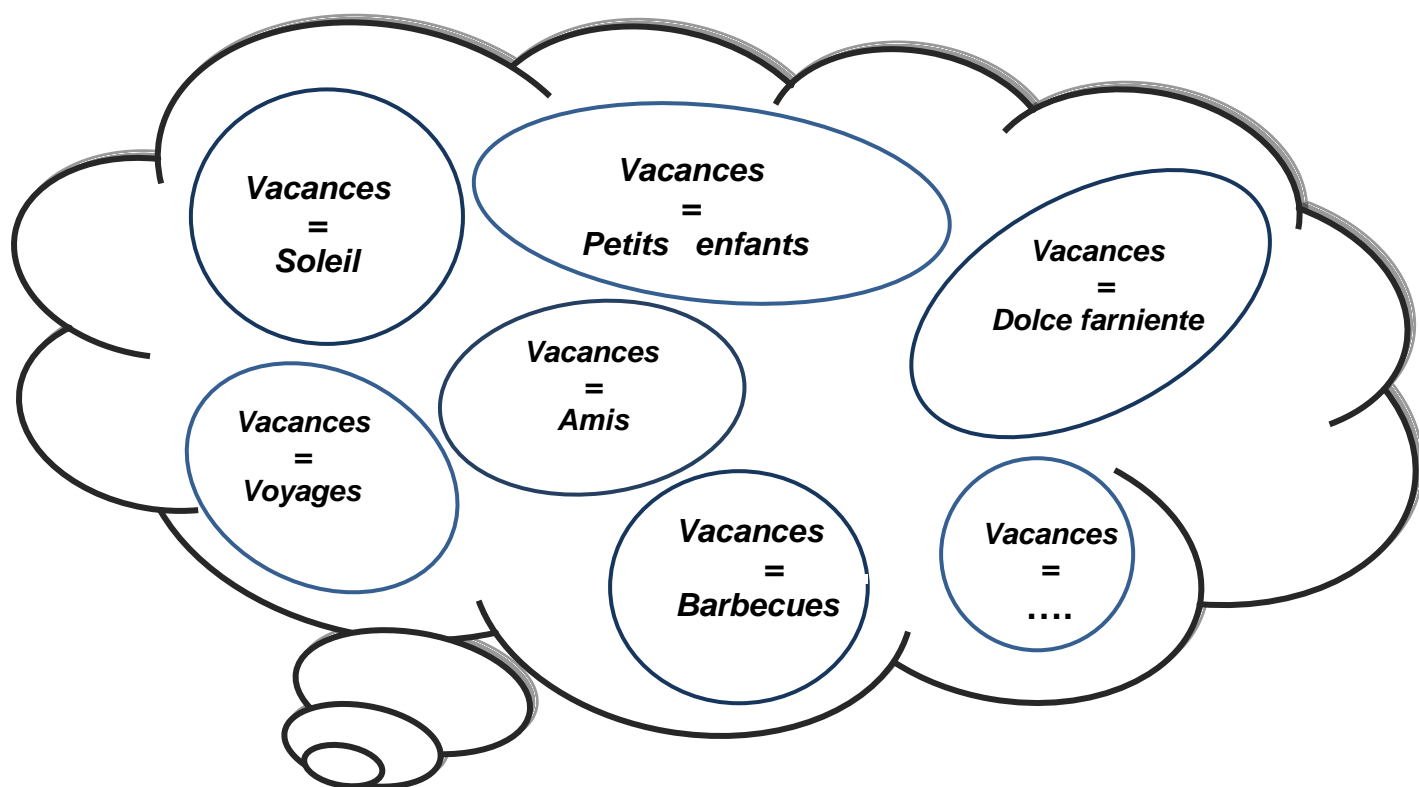 Vacances
=
Soleil
Vacances
=
Petits enfants
Vacances
=
Dolce farniente
Vacances
=
Amis
Vacances
=
Voyages
Vacances
=
Barbecues
Vacances
=
....